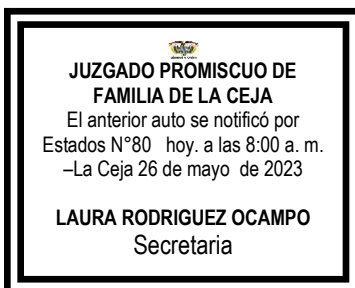 JUZGADO PROMISCUO DE
FAMILIA DE LA CEJA
El anterior auto se notificó por
Estados N°80 hoy. a las 8:00 a. m.
–La Ceja 26 de mayo de 2023
LAURA RODRIGUEZ OCAMPO
Secretaria